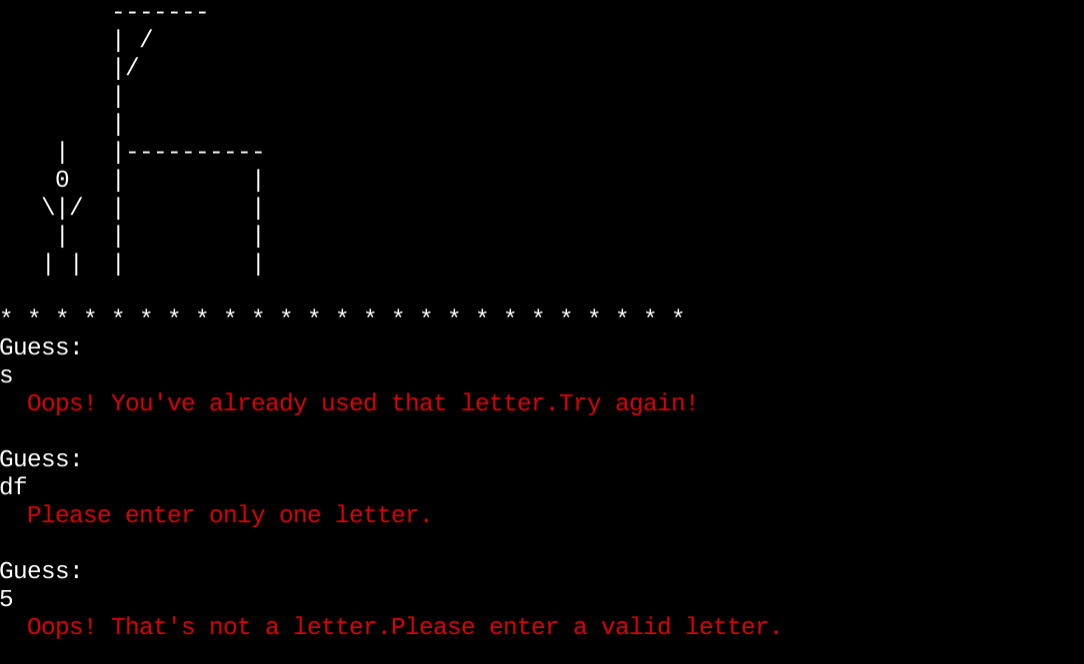 -------
| /
|/
|
|
| |----------
0 | |
\|/ | |
| | |
| | | |
* * * * * * * * * * * * * * * * * * * * * * * * *
Guess:
s
Oops! You've already used that letter.Try again!
Guess:
df
Please enter only one letter.
Guess:
5
Oops! That's not a letter.Please enter a valid letter.